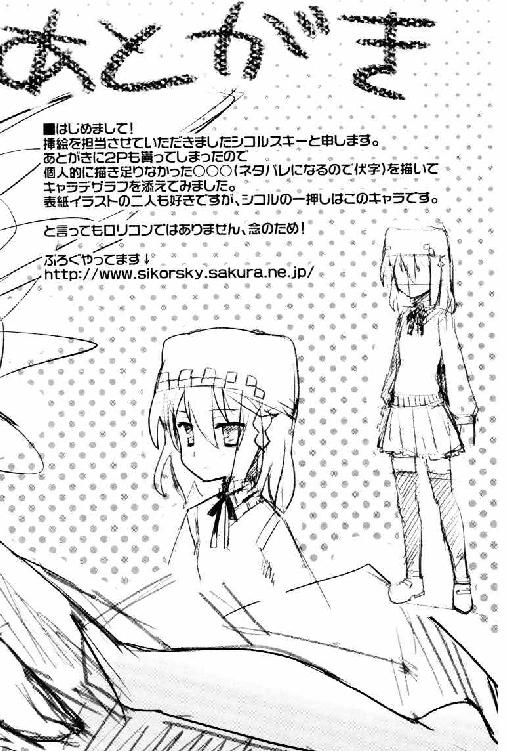 あとがき
■はじめまして！
挿絵を担当させていただきましたシコルスキーと申します。
あとがきに2Pも貰ってしまったので
個人的に描き足りなかった○○○(ネタバレになるので伏字)を描いて
キャララデザラフを添えてみました。
表紙イラストの二人も好きですが、シコルの一押しはこのキャラです。
と言ってもロリコンではありません、念のため！
ぶろぐやってます↓
http://www.sikorsky.sakura.ne.jp/